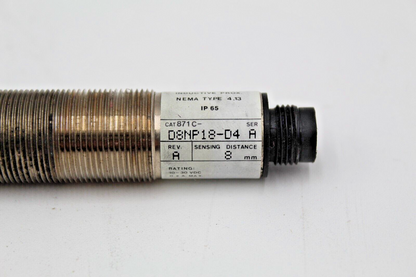 INDUCTIVE PROX
NEMA TYPE 4,13
IP 65
CAT 871C- SER
D8NP18-D4 A
REV. SENSING DISTANCE
A 8 mm
RATING: